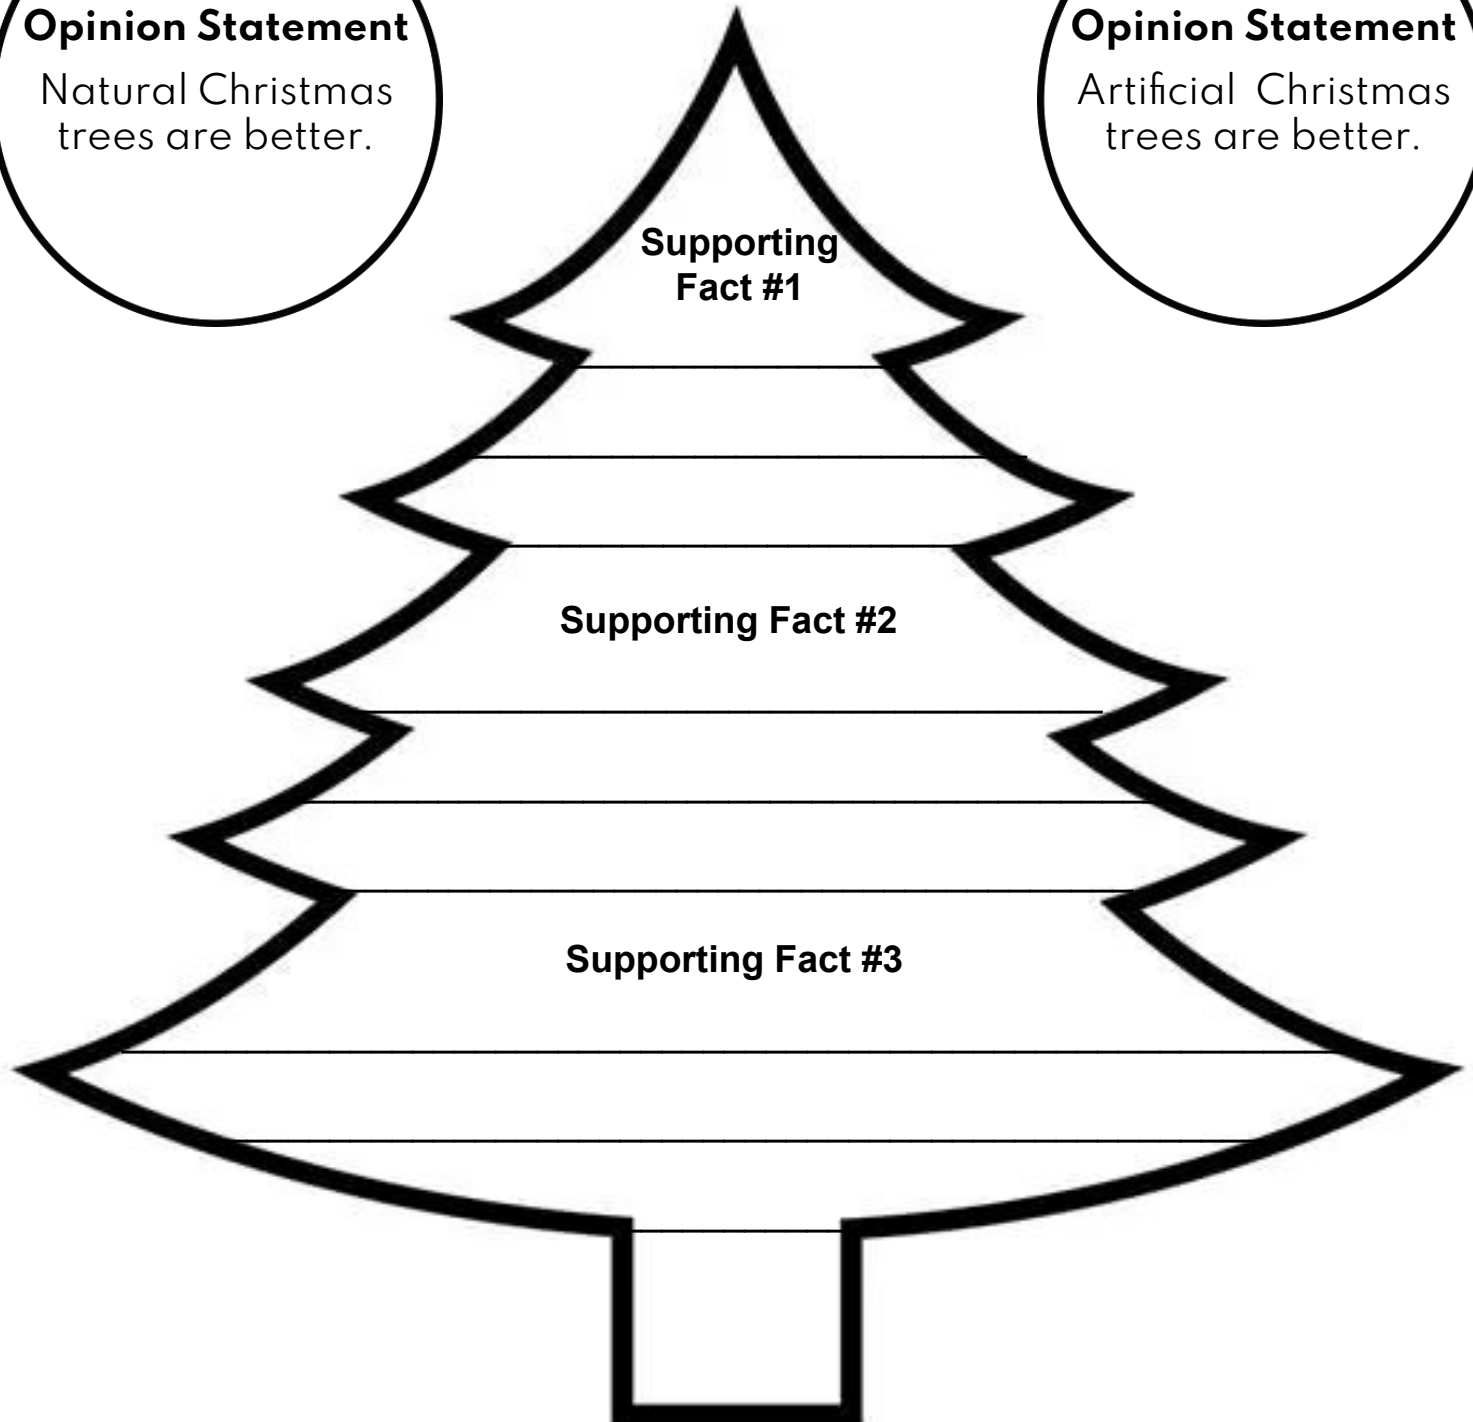 Opinion Statement
Natural Christmas
trees are better.
Opinion Statement
Artificial Christmas
trees are better.
Supporting
Fact #1
Supporting Fact #2
Supporting Fact #3